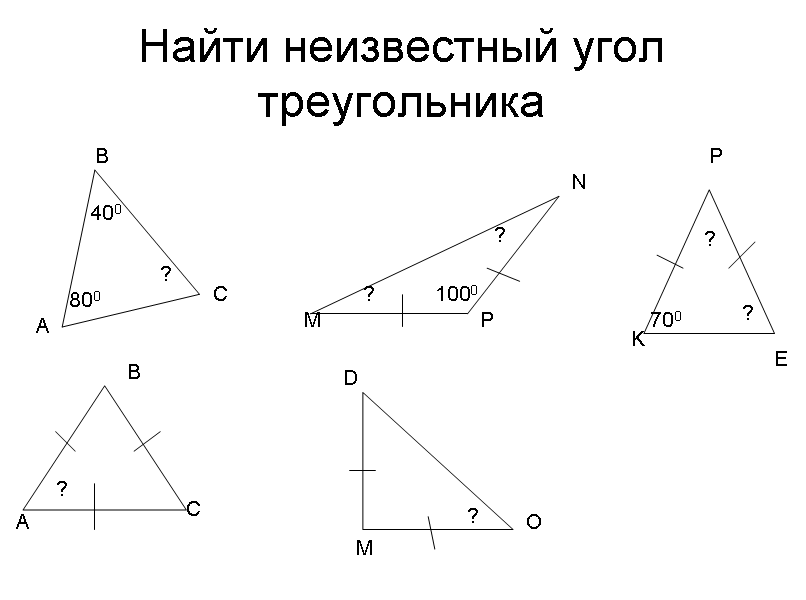 Найти неизвестный угол
треугольника
B
40⁰
?
80⁰
A
C
N
?
?
100⁰
M
P
P
?
70⁰
?
K
E
B
?
A
C
D
?
M
O